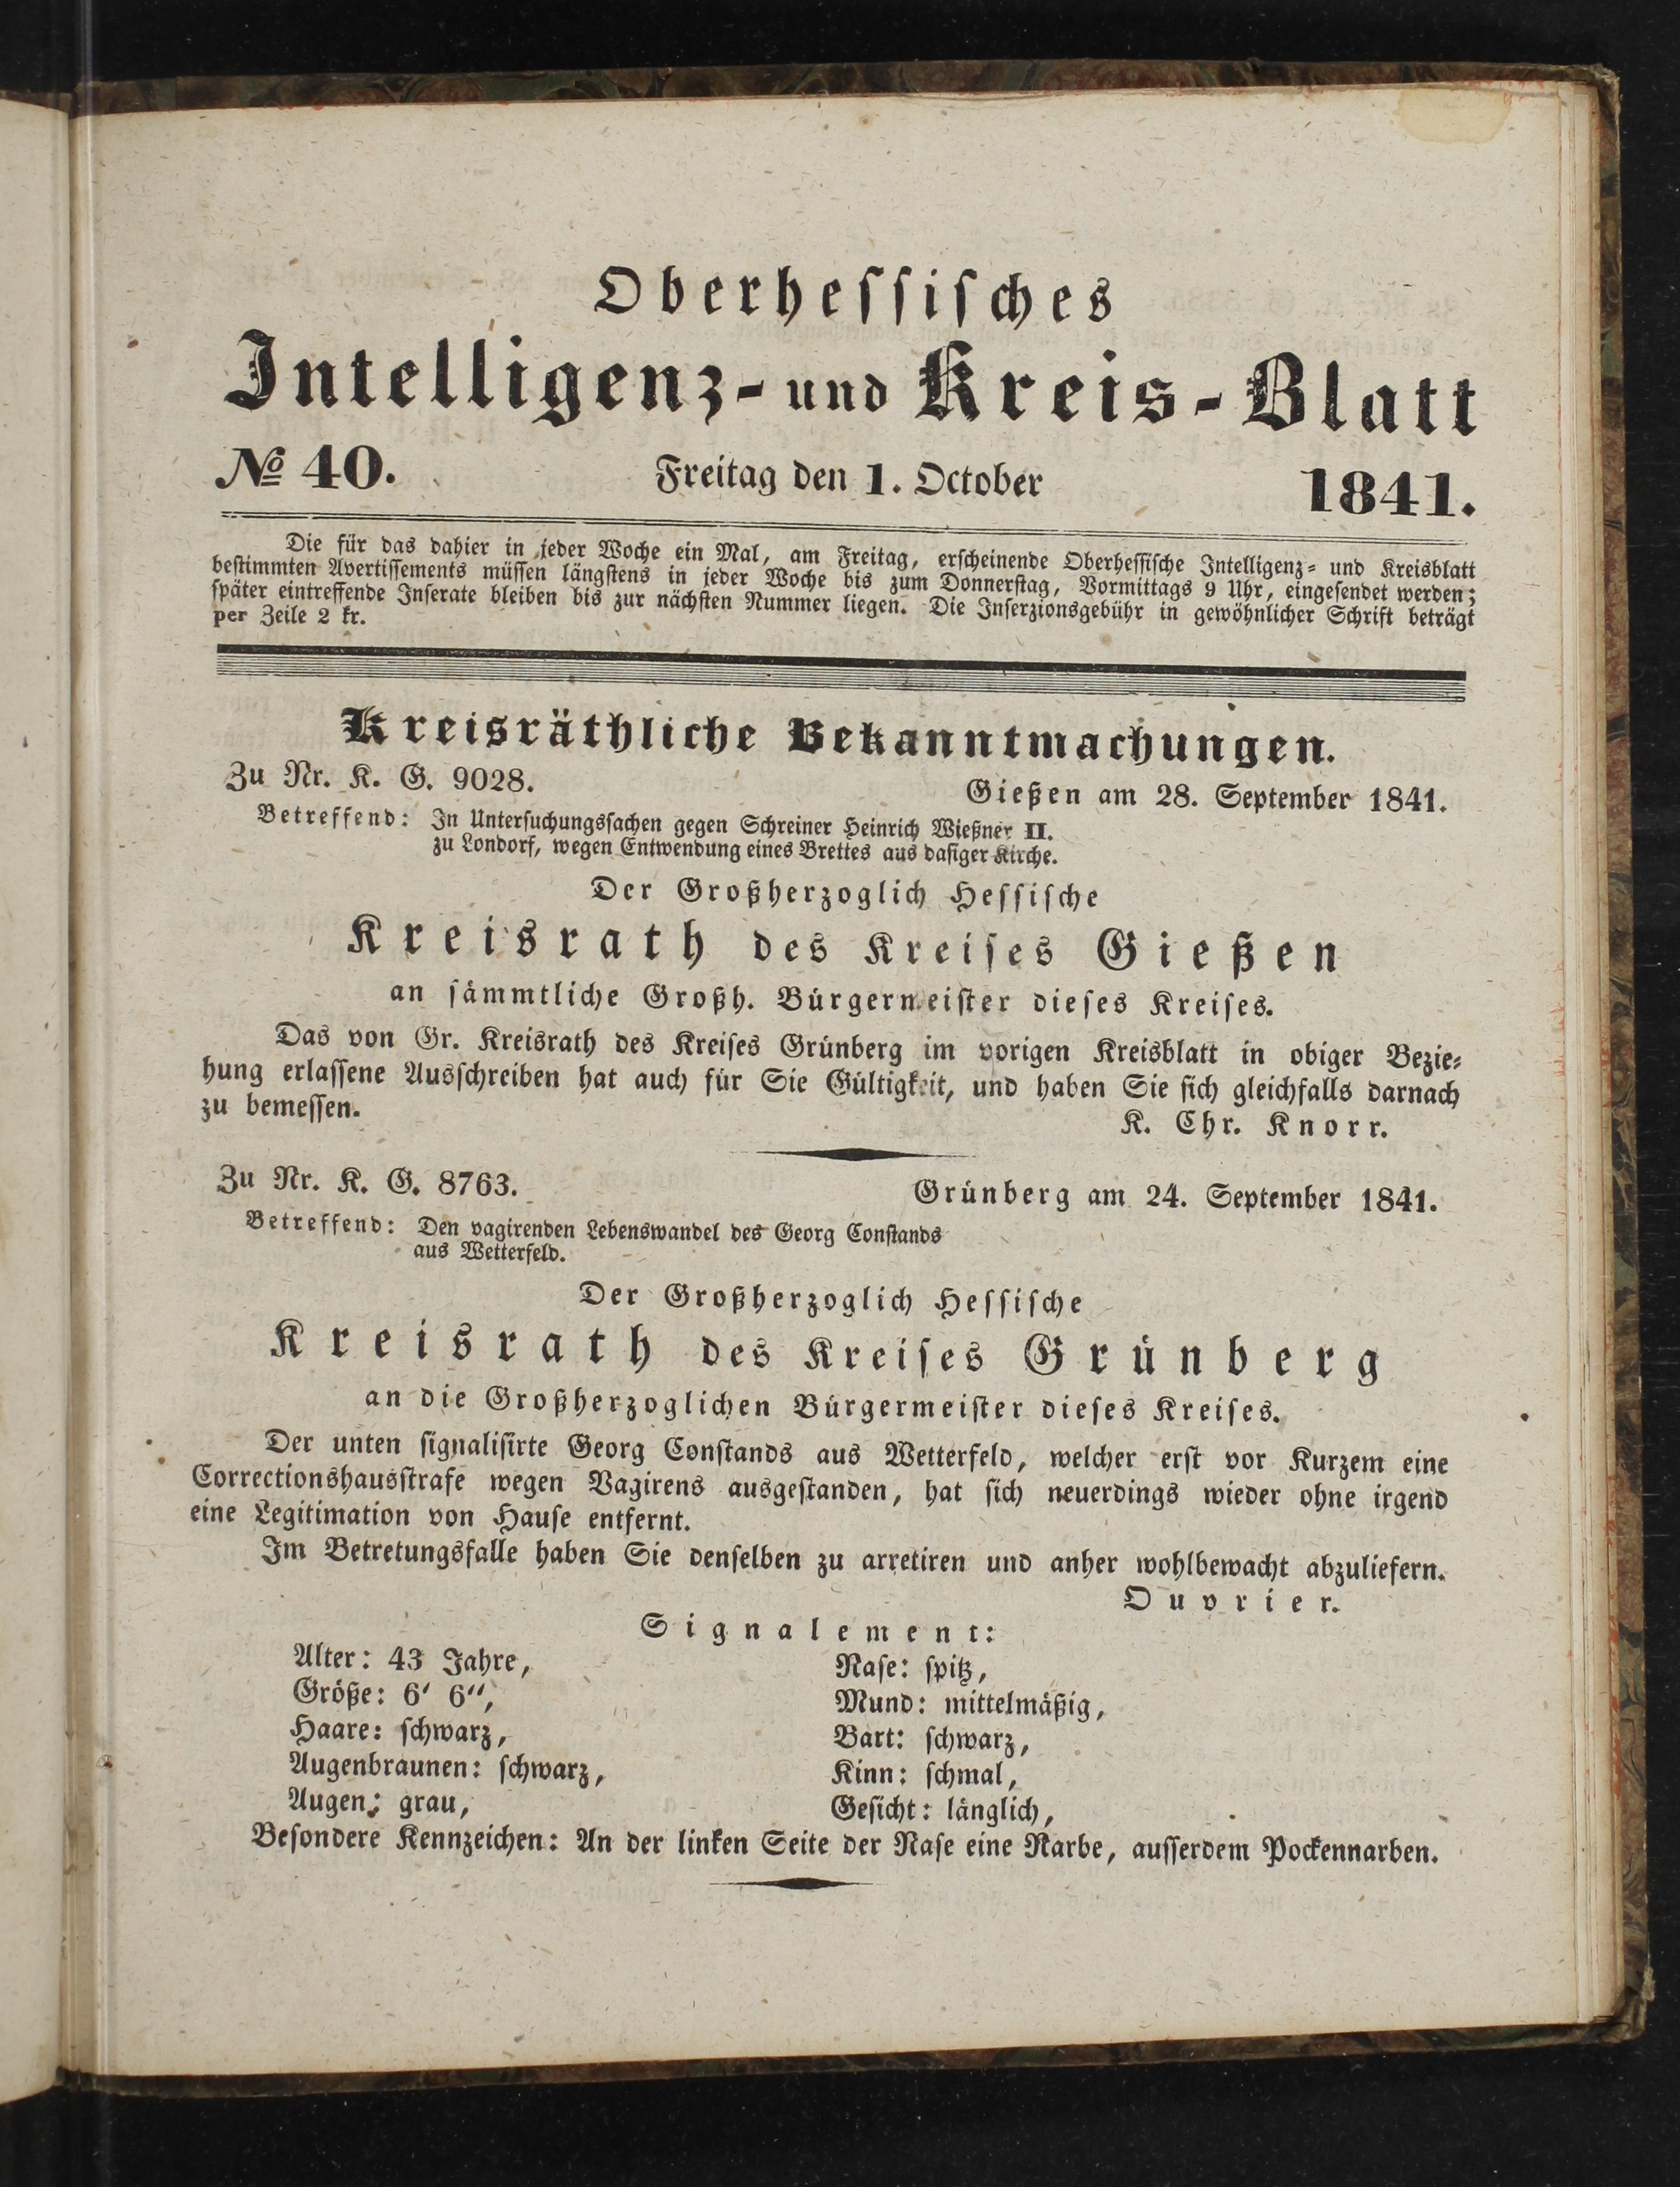 Oberhessisches
Intelligenz- und Kreis-Blatt
№ 40. Freitag den 1. October 1841.
Die für das dahier in jeder Woche ein Mal, am Freitag, erscheinende Oberhessische Intelligenz- und Kreisblatt
bestimmten Avertissements müssen längstens in jeder Woche bis zum Donnerstag, Vormittags 9 Uhr, eingesendet werden;
später eintreffende Inserate bleiben bis zur nächsten Nummer liegen. Die Inserzionsgebühr in gewöhnlicher Schrift beträgt
per Zeile 2 kr.
Kreisräthliche Bekanntmachungen.
Zu Nr. K. G. 9028. Gießen am 28. September 1841.
Betreffend: In Untersuchungssachen gegen Schreiner Heinrich Wießner II.
zu Londorf, wegen Entwendung eines Brettes aus dasiger Kirche.
Der Großherzoglich Hessische
Kreisrath des Kreises Gießen
an sämmtliche Großh. Bürgermeister dieses Kreises.
Das von Gr. Kreisrath des Kreises Grünberg im vorigen Kreisblatt in obiger Bezie-
hung erlassene Ausschreiben hat auch für Sie Gültigkeit, und haben Sie sich gleichfalls darnach
zu bemessen.
K. Chr. Knorr.
Zu Nr. K. G. 8763. Grünberg am 24. September 1841.
Betreffend: Den vagirenden Lebenswandel des Georg Constands
aus Wetterfeld.
Der Großherzoglich Hessische
Kreisrath des Kreises Grünberg
an die Großherzoglichen Bürgermeister dieses Kreises.
Der unten signalisirte Georg Constands aus Wetterfeld, welcher erst vor Kurzem eine
Correctionshausstrafe wegen Vagirens ausgestanden, hat sich neuerdings wieder ohne irgend
eine Legitimation von Hause entfernt.
Im Betretungsfalle haben Sie denselben zu arretiren und anher wohlbewacht abzuliefern.
Ouvrier.
Signalement:
Alter: 43 Jahre,
Größe: 6′ 6″,
Haare: schwarz,
Augenbraunen: schwarz,
Augen: grau,
Nase: spitz,
Mund: mittelmäßig,
Bart: schwarz,
Kinn: schmal,
Gesicht: länglich,
Besondere Kennzeichen: An der linken Seite der Nase eine Narbe, ausserdem Pockennarben.